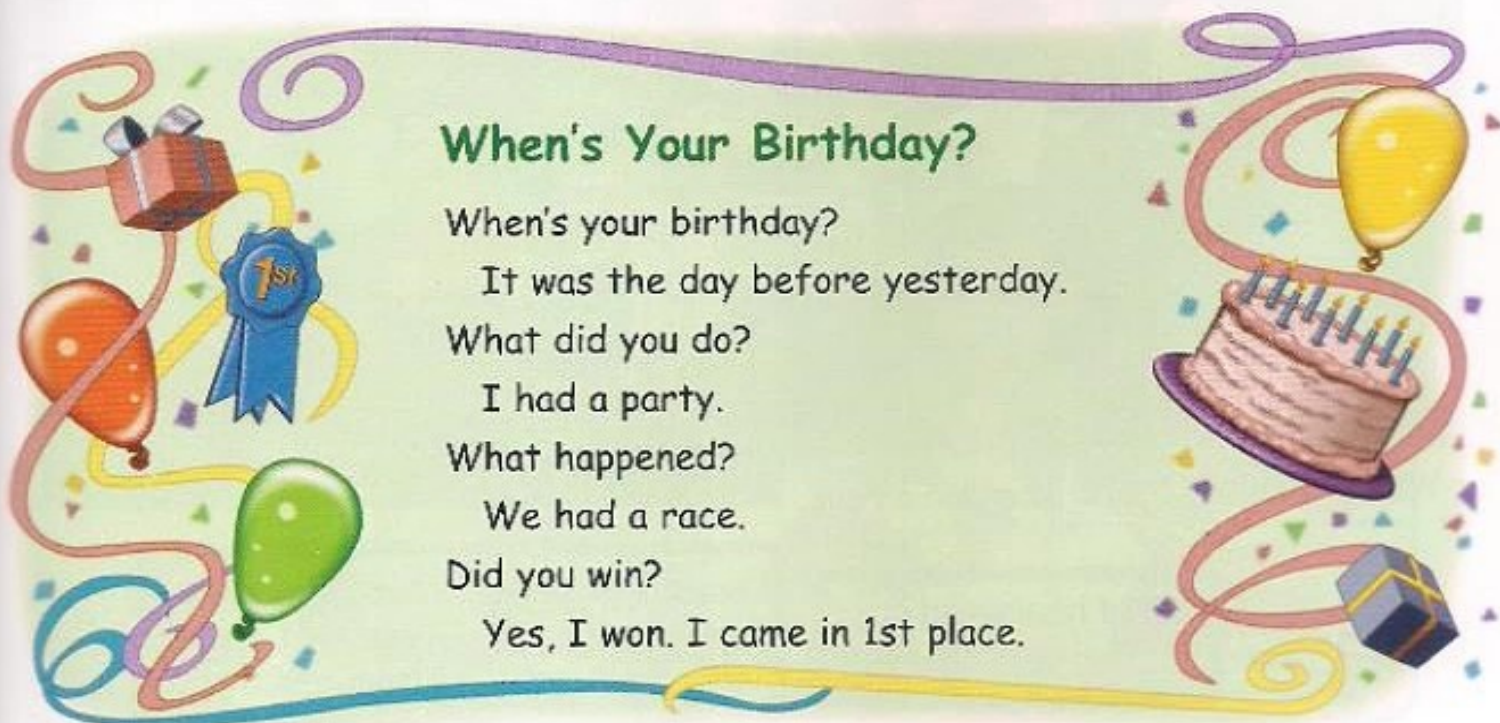 When's Your Birthday?
When's your birthday?
It was the day before yesterday.
What did you do?
I had a party.
What happened?
We had a race.
Did you win?
Yes, I won. I came in 1st place.
1st